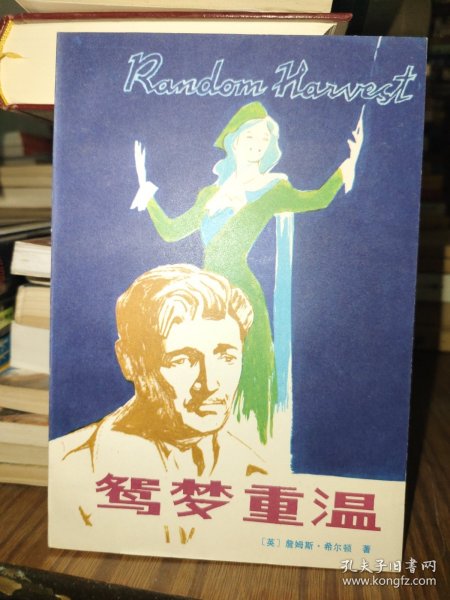 Random Harvest
鸳梦重温
〔英〕詹姆斯·希尔顿 著
孔夫子旧书网
www.kongfz.com